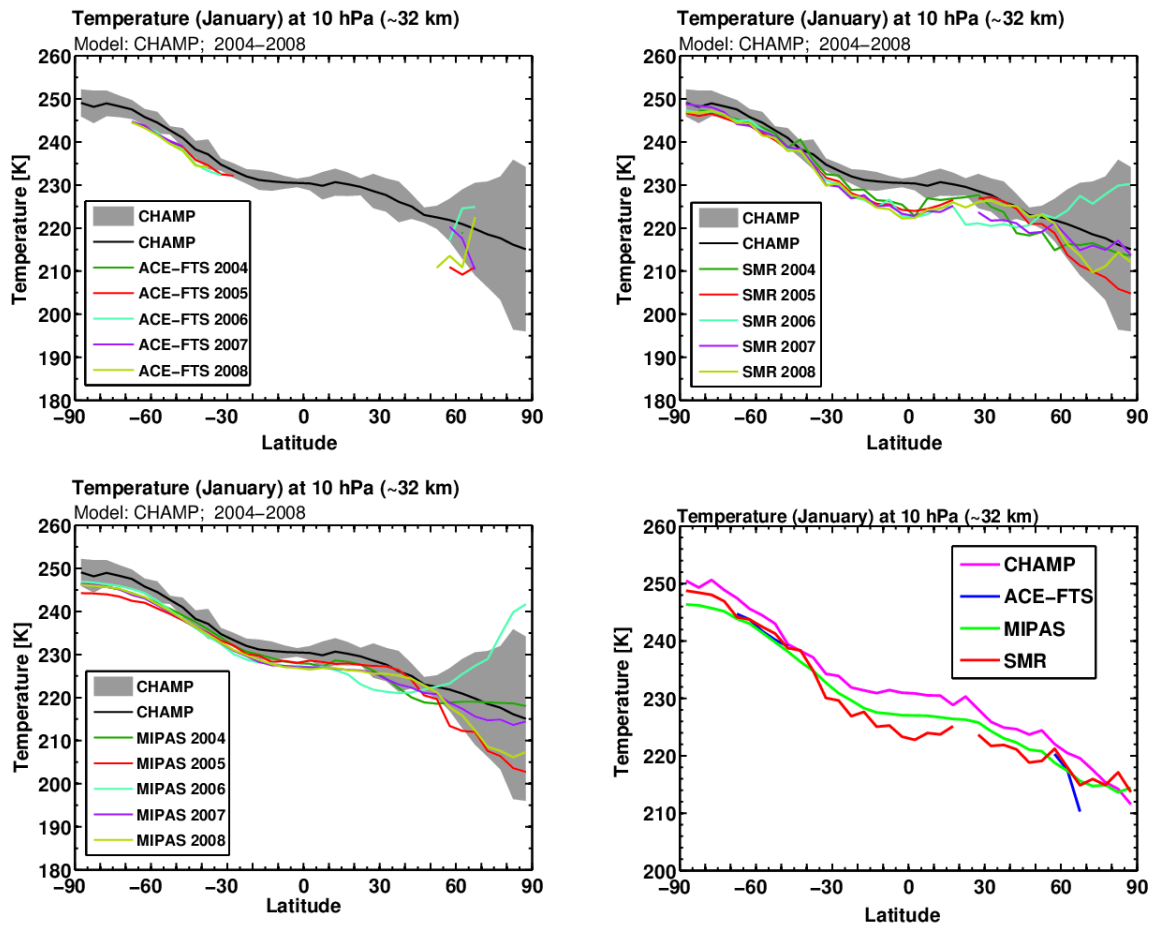 Temperature (January) at 10 hPa (~32 km)
Model: CHAMP; 2004−2008
260
250
240
230
220
210
200
190
180
Temperature [K]
CHAMP
CHAMP
ACE−FTS 2004
ACE−FTS 2005
ACE−FTS 2006
ACE−FTS 2007
ACE−FTS 2008
−90 −60 −30 0 30 60 90
Latitude
Temperature (January) at 10 hPa (~32 km)
Model: CHAMP; 2004−2008
260
250
240
230
220
210
200
190
180
Temperature [K]
CHAMP
CHAMP
SMR 2004
SMR 2005
SMR 2006
SMR 2007
SMR 2008
−90 −60 −30 0 30 60 90
Latitude
Temperature (January) at 10 hPa (~32 km)
Model: CHAMP; 2004−2008
260
250
240
230
220
210
200
190
180
Temperature [K]
CHAMP
CHAMP
MIPAS 2004
MIPAS 2005
MIPAS 2006
MIPAS 2007
MIPAS 2008
−90 −60 −30 0 30 60 90
Latitude
Temperature (January) at 10 hPa (~32 km)
260
250
240
230
220
210
200
Temperature [K]
CHAMP
ACE−FTS
MIPAS
SMR
−90 −60 −30 0 30 60 90
Latitude